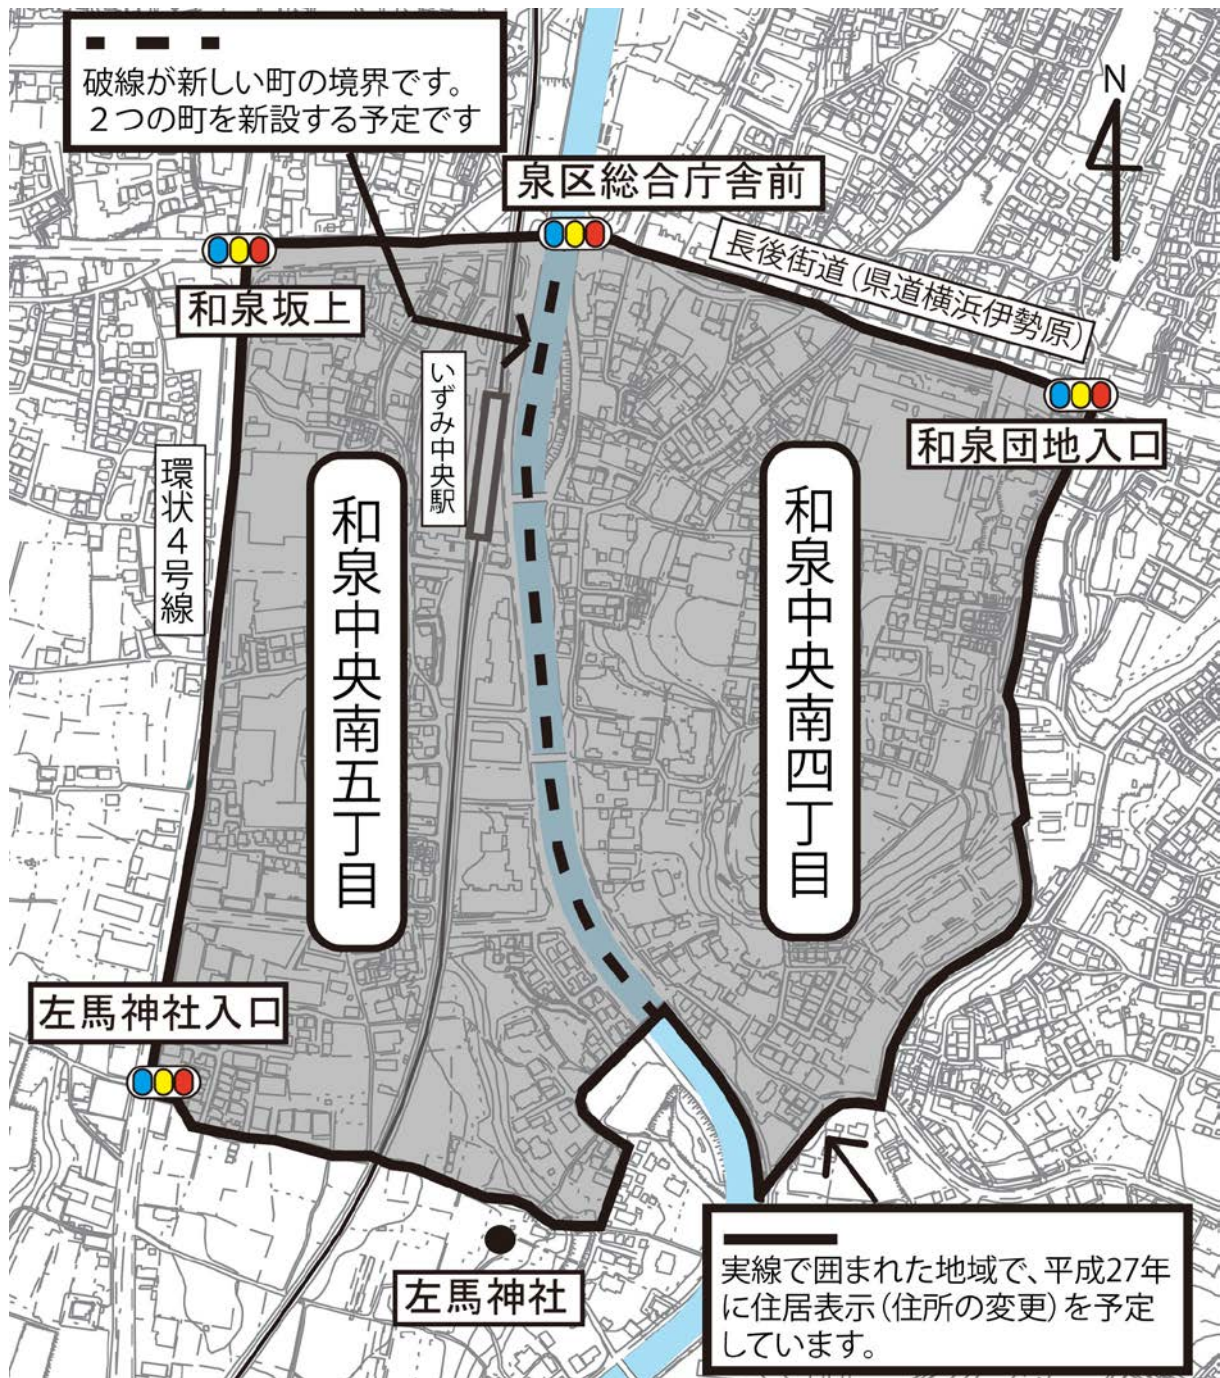 破線が新しい町の境界です。
２つの町を新設する予定です
N
泉区総合庁舎前
長後街道（県道横浜伊勢原）
和泉坂上
いずみ中央駅
和泉団地入口
環状４号線
和泉中央南五丁目
和泉中央南四丁目
左馬神社入口
左馬神社
実線で囲まれた地域で、平成27年
に住居表示（住所の変更）を予定
しています。